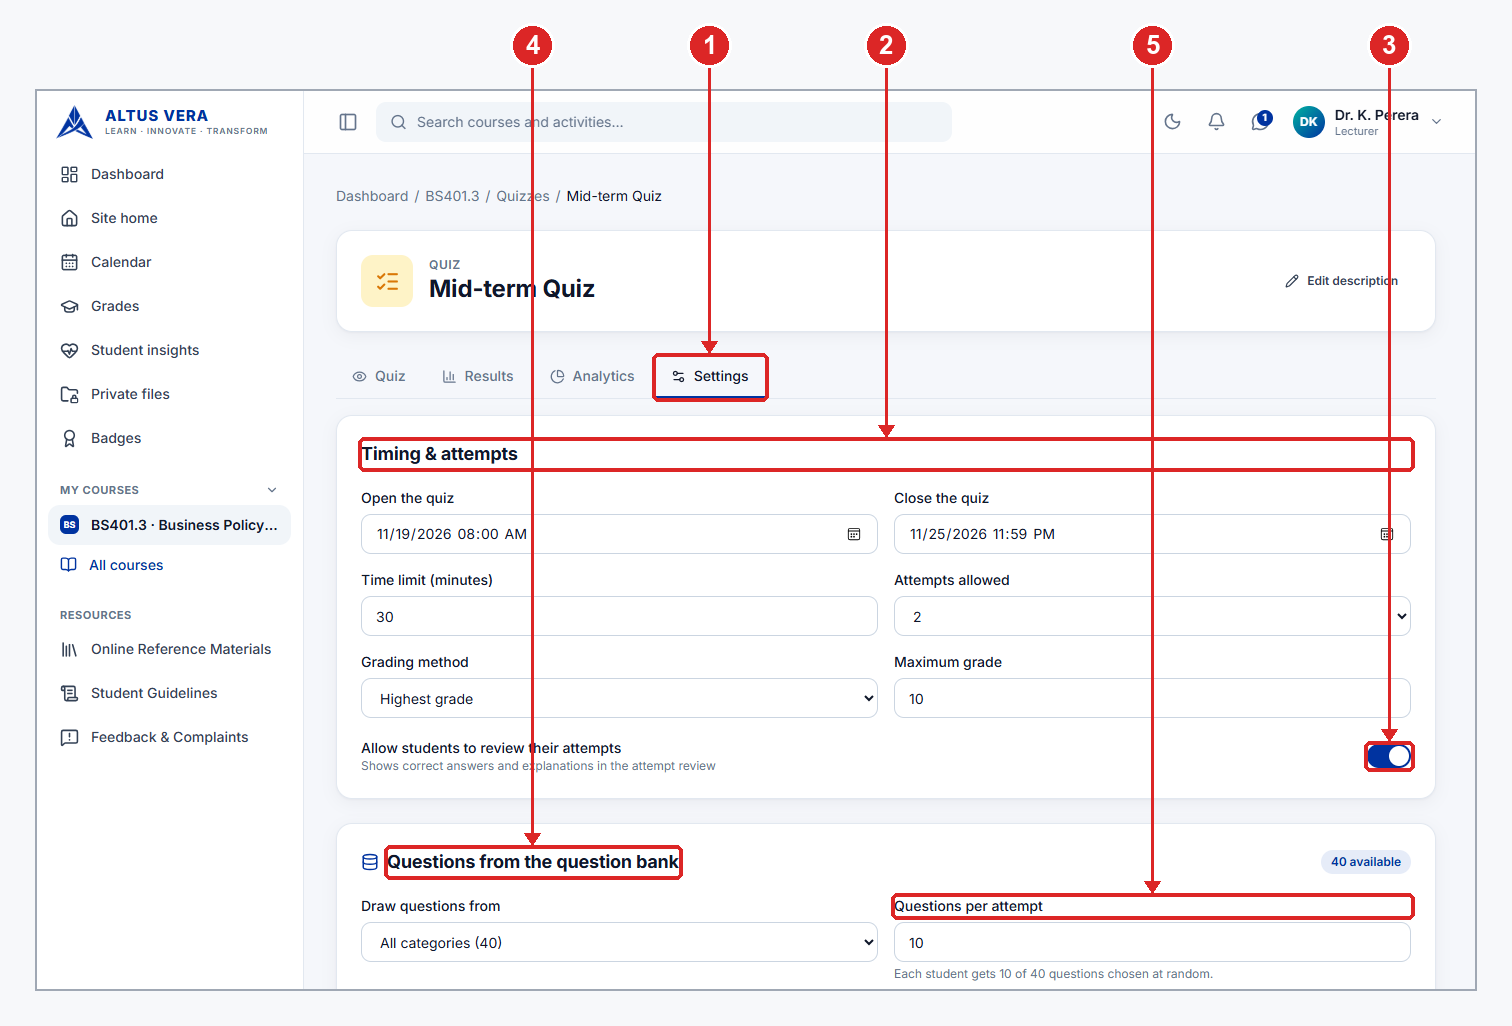 4
1
2
5
3
ALTUS VERA
LEARN · INNOVATE · TRANSFORM
Search courses and activities...
1
DK
Dr. K. Perera
Lecturer
Dashboard
Site home
Calendar
Grades
Student insights
Private files
Badges
MY COURSES
BS
BS401.3 · Business Policy...
All courses
RESOURCES
Online Reference Materials
Student Guidelines
Feedback & Complaints
Dashboard / BS401.3 / Quizzes / Mid-term Quiz
QUIZ
Mid-term Quiz
Edit description
Quiz
Results
Analytics
Settings
Timing & attempts
Open the quiz
Close the quiz
11/19/2026 08:00 AM
11/25/2026 11:59 PM
Time limit (minutes)
Attempts allowed
30
2
Grading method
Maximum grade
Highest grade
10
Allow students to review their attempts
Shows correct answers and explanations in the attempt review
Questions from the question bank
40 available
Draw questions from
Questions per attempt
All categories (40)
10
Each student gets 10 of 40 questions chosen at random.